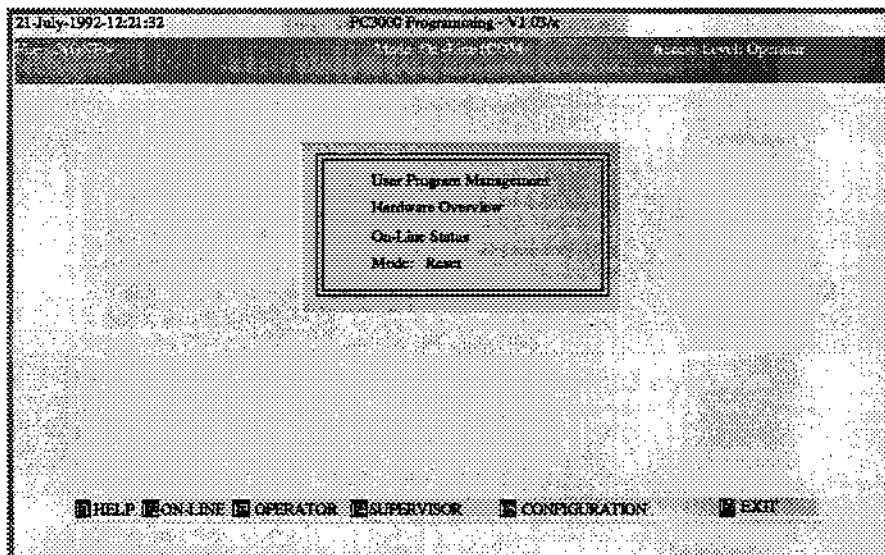 21-July-1992-12:21:32 PC3000 Programming - V1.03/x
Access Level: Operator
User Program Management
Hardware Overview
On-Line Status
Mode: Reset
HELP ON-LINE OPERATOR SUPERVISOR CONFIGURATION EXIT